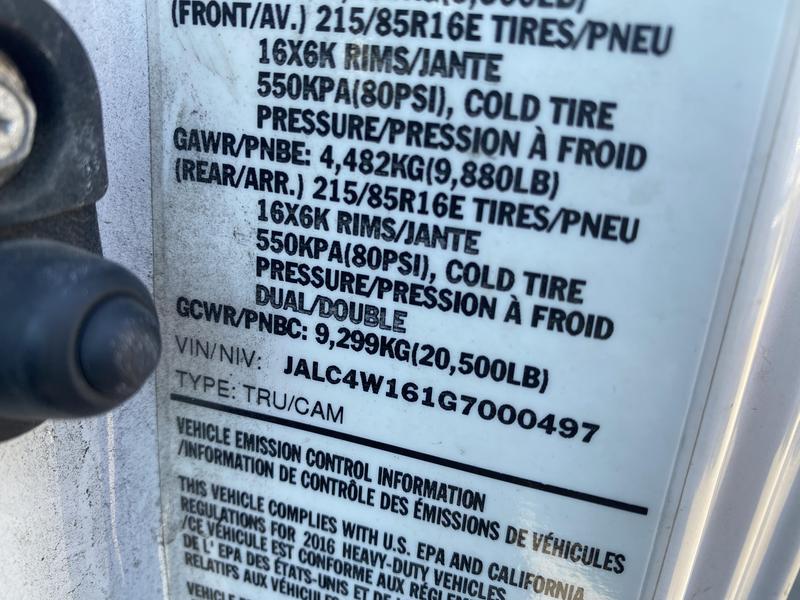 (FRONT/AV.) 215/85R16E TIRES/PNEU
16X6K RIMS/JANTE
550KPA(80PSI), COLD TIRE
PRESSURE/PRESSION À FROID
GAWR/PNBE: 4,482KG(9,880LB)
(REAR/ARR.) 215/85R16E TIRES/PNEU
16X6K RIMS/JANTE
550KPA(80PSI), COLD TIRE
PRESSURE/PRESSION À FROID
DUAL/DOUBLE
GCWR/PNBC: 9,299KG(20,500LB)
VIN/NIV: JALC4W161G7000497
TYPE: TRU/CAM
VEHICLE EMISSION CONTROL INFORMATION
/INFORMATION DE CONTRÔLE DES ÉMISSIONS DE VÉHICULES
THIS VEHICLE COMPLIES WITH U.S. EPA AND CALIFORNIA
REGULATIONS FOR 2016 HEAVY-DUTY VEHICLES
/CE VÉHICULE EST CONFORME AUX
DE L' EPA DES ÉTATS-UNIS ET DE
RELATIFS AUX VÉHICULES
VEHICLE